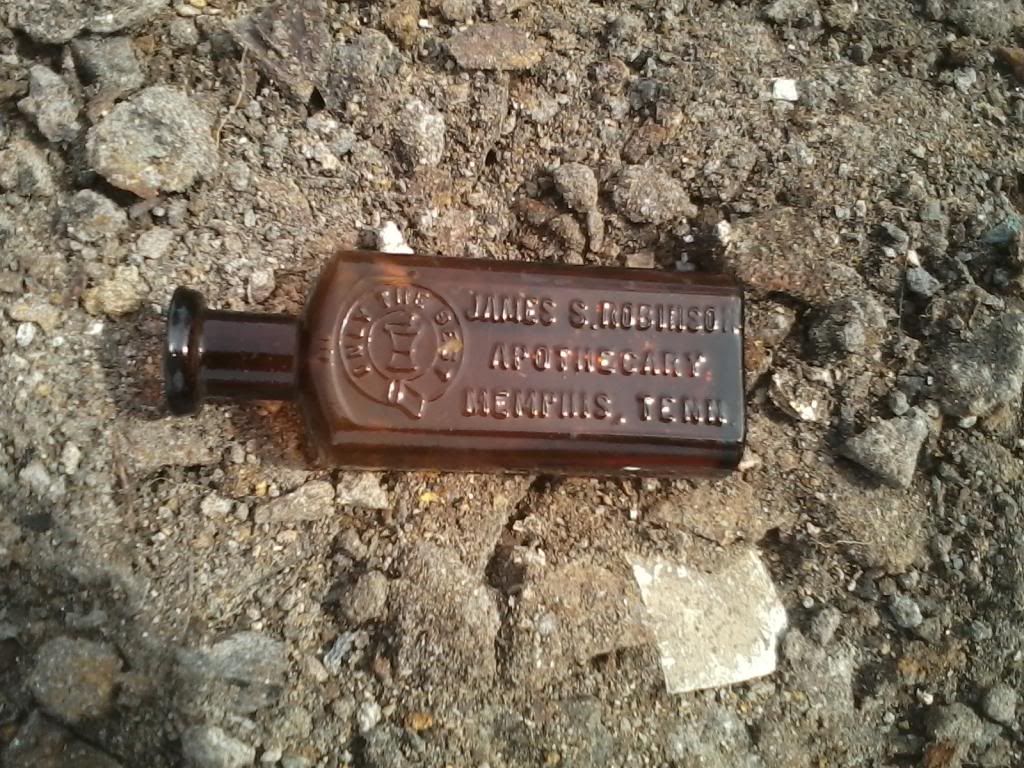 ONLY THE BEST
JAMES S. ROBINSON
APOTHECARY
MEMPHIS, TENN.